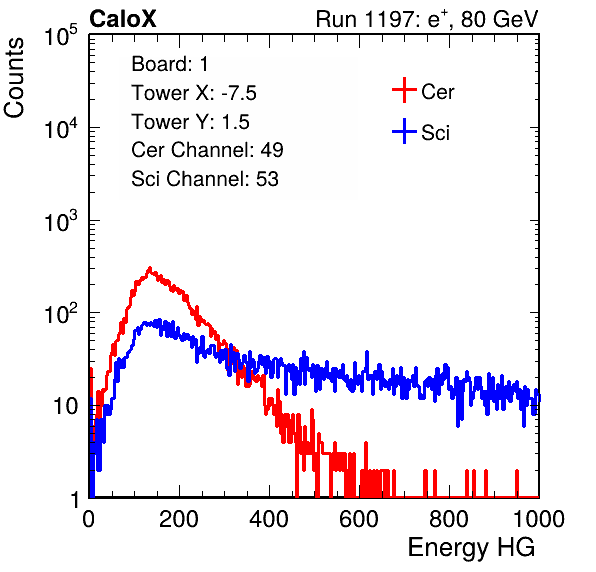 CaloX Run 1197: e+, 80 GeV
Counts
Board: 1
Tower X: -7.5
Tower Y: 1.5
Cer Channel: 49
Sci Channel: 53
Cer
Sci
10^5
10^4
10^3
10^2
10
1
0 200 400 600 800 1000
Energy HG